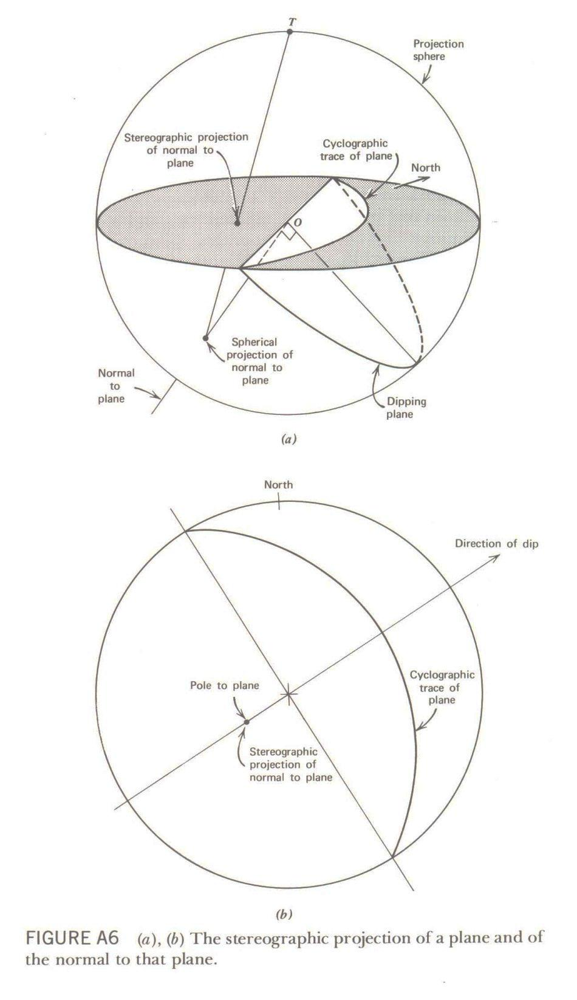 T
Projection
sphere
Stereographic projection
of normal to
plane
Cyclographic
trace of plane
North
O
Spherical
projection of
normal to
plane
Normal
to
plane
Dipping
plane
(a)
North
Direction of dip
Cyclographic
trace of
plane
Pole to plane
Stereographic
projection of
normal to plane
(b)
FIGURE A6 (a), (b) The stereographic projection of a plane and of
the normal to that plane.